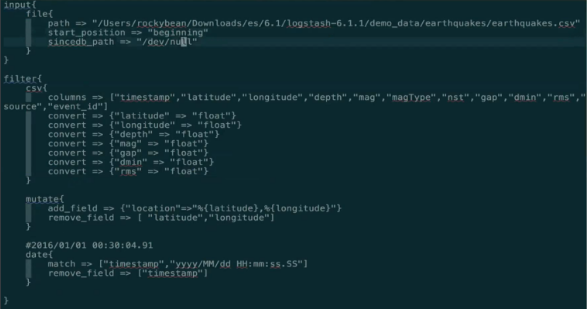 input{
file{
path => "/Users/rockybean/Downloads/es/6.1/logstash-6.1.1/demo_data/earthquakes/earthquakes.csv"
start_position => "beginning"
sincedb_path => "/dev/null"
}
}
filter{
csv{
columns => ["timestamp","latitude","longitude","depth","mag","magType","nst","gap","dmin","rms","
source","event_id"]
convert => {"latitude" => "float"}
convert => {"longitude" => "float"}
convert => {"depth" => "float"}
convert => {"mag" => "float"}
convert => {"gap" => "float"}
convert => {"dmin" => "float"}
convert => {"rms" => "float"}
}
mutate{
add_field => {"location"=>"%{latitude},%{longitude}"}
remove_field => [ "latitude","longitude"]
}
#2016/01/01 00:30:04.91
date{
match => ["timestamp","yyyy/MM/dd HH:mm:ss.SS"]
remove_field => ["timestamp"]
}
}